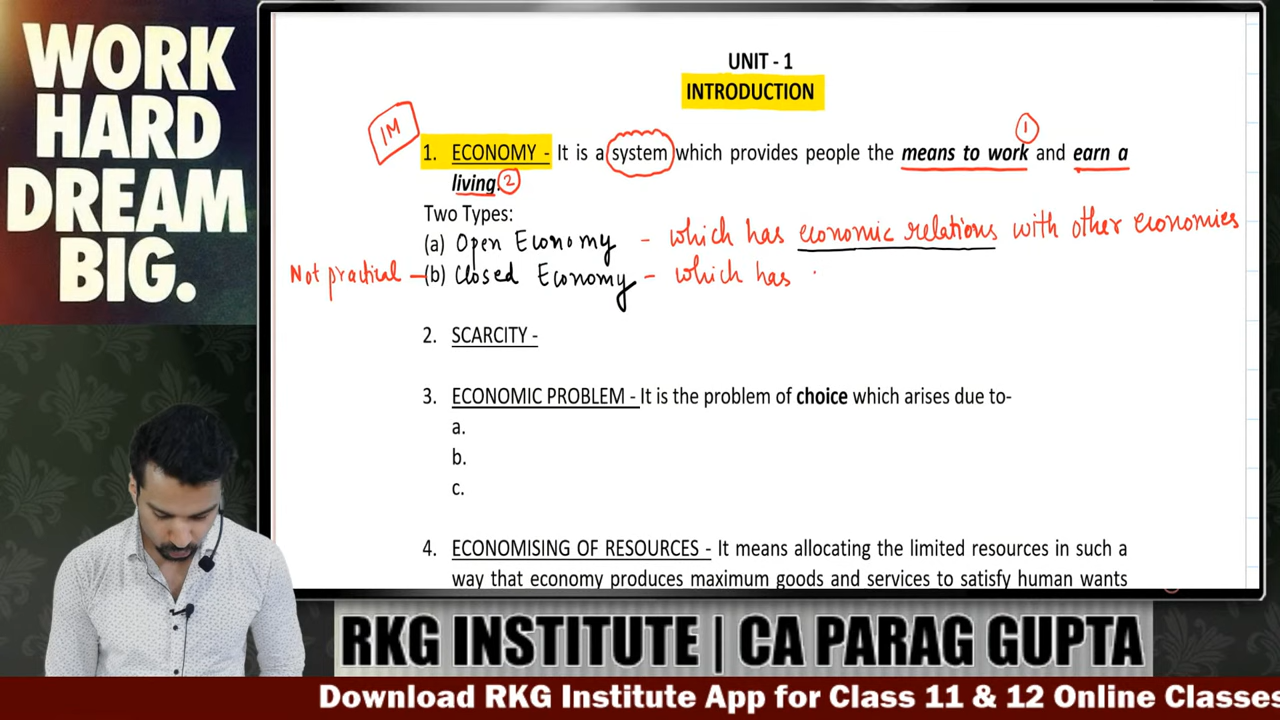 WORK
HARD
DREAM
BIG.
UNIT - 1
INTRODUCTION
1M
1. ECONOMY - It is a system which provides people the means to work and earn a
living. 2
1
Two Types:
(a) Open Economy - which has economic relations with other economies
Not practical - (b) Closed Economy - which has
2. SCARCITY -
3. ECONOMIC PROBLEM - It is the problem of choice which arises due to-
a.
b.
c.
4. ECONOMISING OF RESOURCES - It means allocating the limited resources in such a
way that economy produces maximum goods and services to satisfy human wants
RKG INSTITUTE | CA PARAG GUPTA
Download RKG Institute App for Class 11 & 12 Online Classes